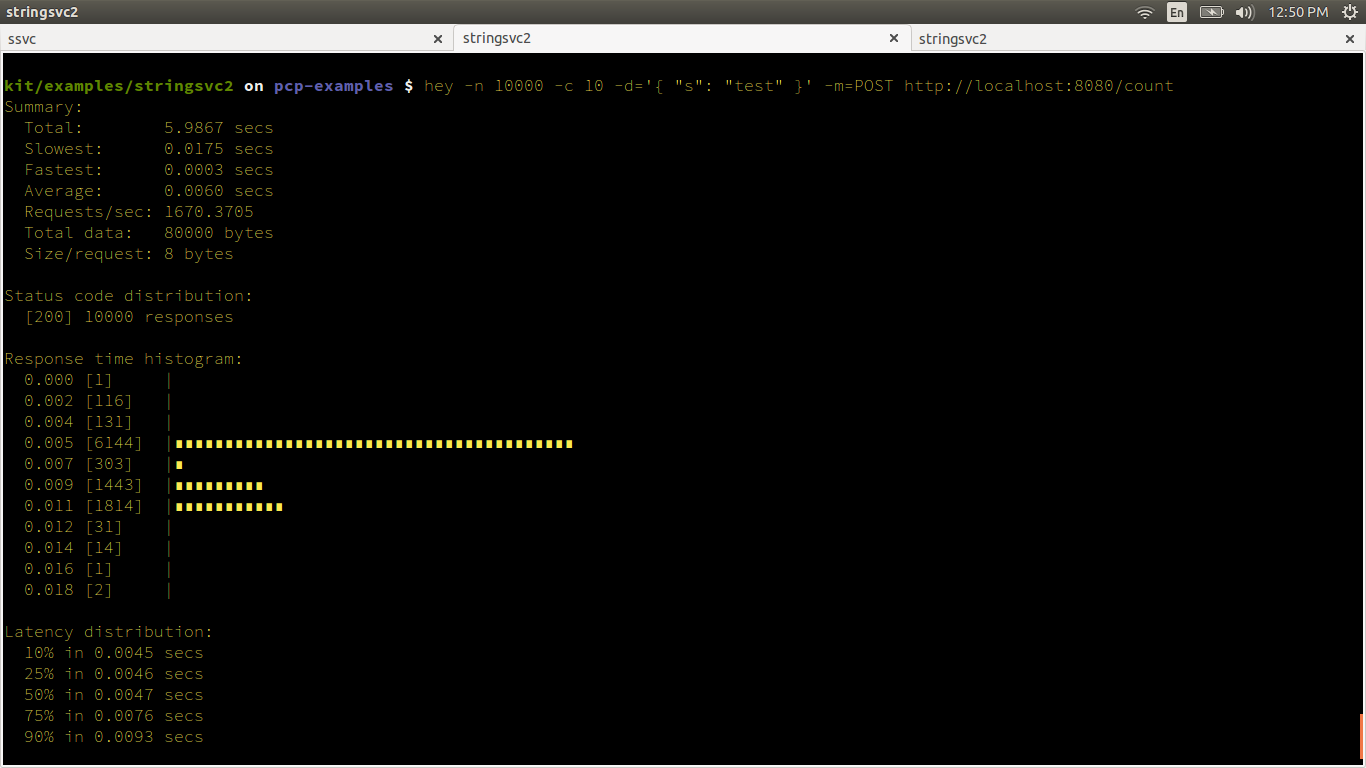 stringsvc2
En
12:50 PM
ssvc
stringsvc2
stringsvc2
kit/examples/stringsvc2 on pcp-examples $ hey -n 10000 -c 10 -d='{ "s": "test" }' -m=POST http://localhost:8080/count
Summary:
Total: 5.9867 secs
Slowest: 0.0175 secs
Fastest: 0.0003 secs
Average: 0.0060 secs
Requests/sec: 1670.3705
Total data: 80000 bytes
Size/request: 8 bytes
Status code distribution:
[200] 10000 responses
Response time histogram:
0.000 [1] |
0.002 [116] |
0.004 [131] |
0.005 [6144] |∎∎∎∎∎∎∎∎∎∎∎∎∎∎∎∎∎∎∎∎∎∎∎∎∎∎∎∎∎∎∎∎∎∎∎∎∎∎∎∎
0.007 [303] |∎
0.009 [1443] |∎∎∎∎∎∎∎∎∎
0.011 [1814] |∎∎∎∎∎∎∎∎∎∎∎
0.012 [31] |
0.014 [14] |
0.016 [1] |
0.018 [2] |
Latency distribution:
10% in 0.0045 secs
25% in 0.0046 secs
50% in 0.0047 secs
75% in 0.0076 secs
90% in 0.0093 secs